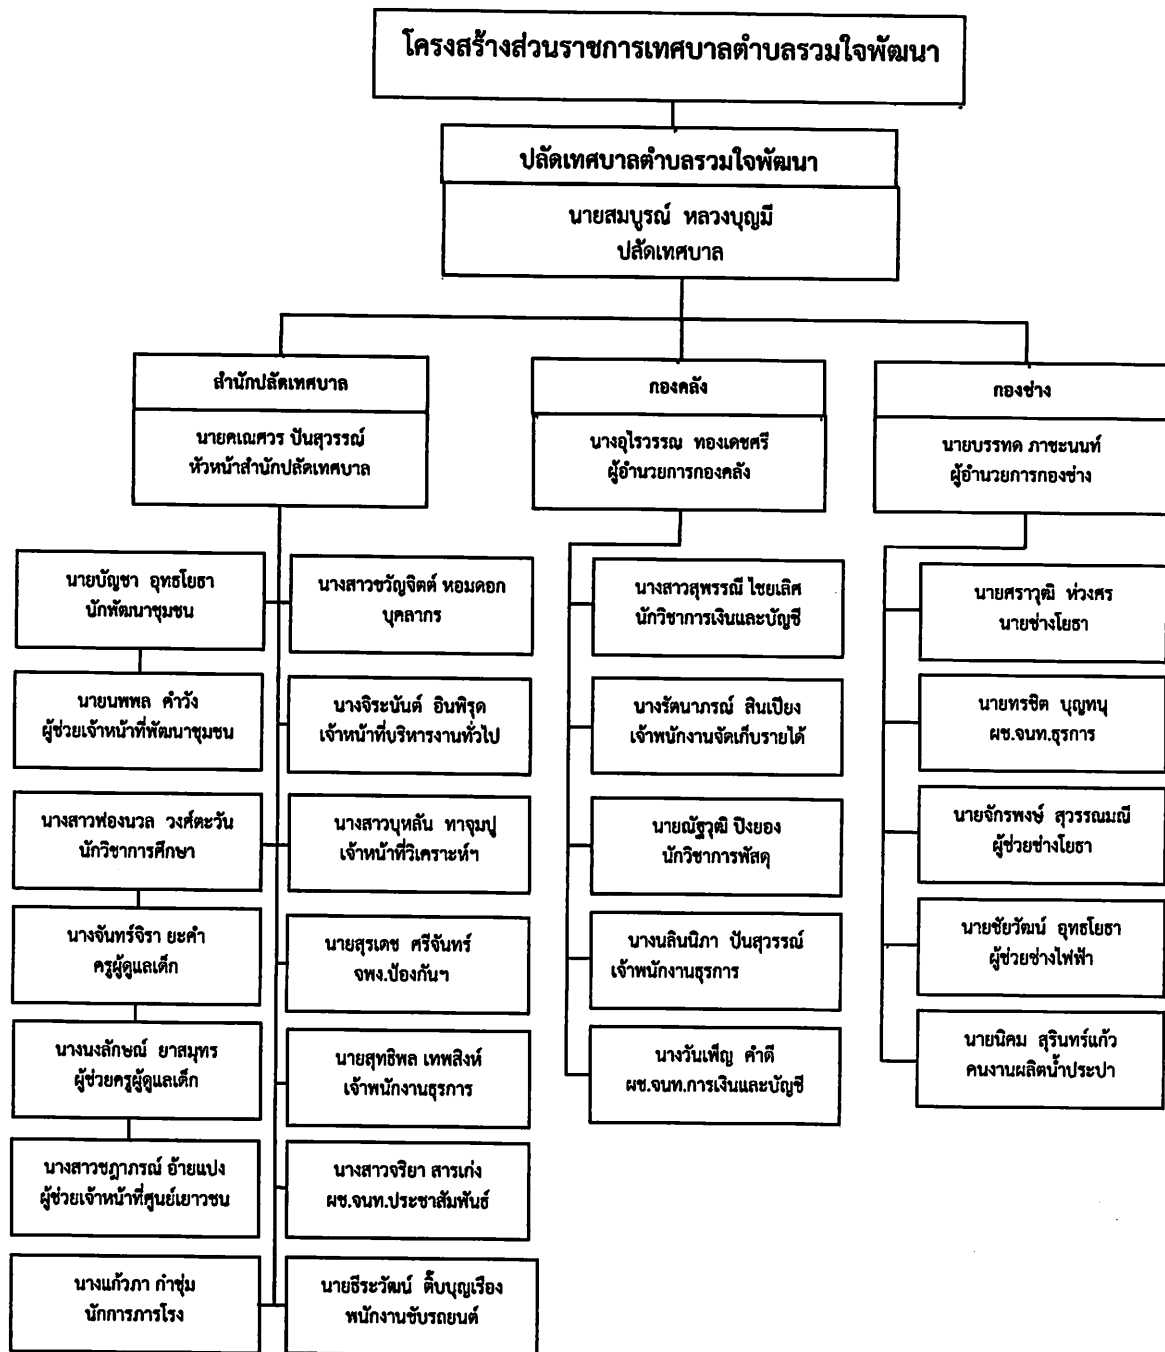 โครงสร้างส่วนราชการเทศบาลตำบลรวมใจพัฒนา
ปลัดเทศบาลตำบลรวมใจพัฒนา
นายสมบูรณ์ หลวงบุญมี
ปลัดเทศบาล
สำนักปลัดเทศบาล
นายคเณศวร ปันสุวรรณ์
หัวหน้าสำนักปลัดเทศบาล
นายบัญชา อุทธโยธา
นักพัฒนาชุมชน
นายนพพล คำวัง
ผู้ช่วยเจ้าหน้าที่พัฒนาชุมชน
นางสาวฟองนวล วงศ์ตะวัน
นักวิชาการศึกษา
นางจันทร์จิรา ยะคำ
ครูผู้ดูแลเด็ก
นางนงลักษณ์ ยาสมุทร
ผู้ช่วยครูผู้ดูแลเด็ก
นางสาวชฎาภรณ์ อ้ายแปง
ผู้ช่วยเจ้าหน้าที่ศูนย์เยาวชน
นางแก้วภา กำชุ่ม
นักการภารโรง
นางสาวขวัญจิตต์ หอมดอก
บุคลากร
นางจิระนันต์ อินพิรุด
เจ้าหน้าที่บริหารงานทั่วไป
นางสาวบุหลัน ทาจุมปู
เจ้าหน้าที่วิเคราะห์ฯ
นายสุรเดช ศรีจันทร์
จพง.ป้องกันฯ
นายสุทธิพล เทพสิงห์
เจ้าพนักงานธุรการ
นางสาวจริยา สารเก่ง
ผช.จนท.ประชาสัมพันธ์
นายธีระวัฒน์ ติ๊บบุญเรือง
พนักงานขับรถยนต์
กองคลัง
นางอุไรวรรณ ทองเดชศรี
ผู้อำนวยการกองคลัง
นางสาวสุพรรณี ไชยเลิศ
นักวิชาการเงินและบัญชี
นางรัตนาภรณ์ สินเปียง
เจ้าพนักงานจัดเก็บรายได้
นายณัฐวุฒิ ปิงยอง
นักวิชาการพัสดุ
นางนลินนิภา ปันสุวรรณ์
เจ้าพนักงานธุรการ
นางวันเพ็ญ คำดี
ผช.จนท.การเงินและบัญชี
กองช่าง
นายบรรทด ภาชะนนท์
ผู้อำนวยการกองช่าง
นายศราวุฒิ ห่วงศร
นายช่างโยธา
นายทรชิต บุญทนุ
ผช.จนท.ธุรการ
นายจักรพงษ์ สุวรรณมณี
ผู้ช่วยช่างโยธา
นายชัยวัฒน์ อุทธโยธา
ผู้ช่วยช่างไฟฟ้า
นายนิคม สุรินทร์แก้ว
คนงานผลิตน้ำประปา